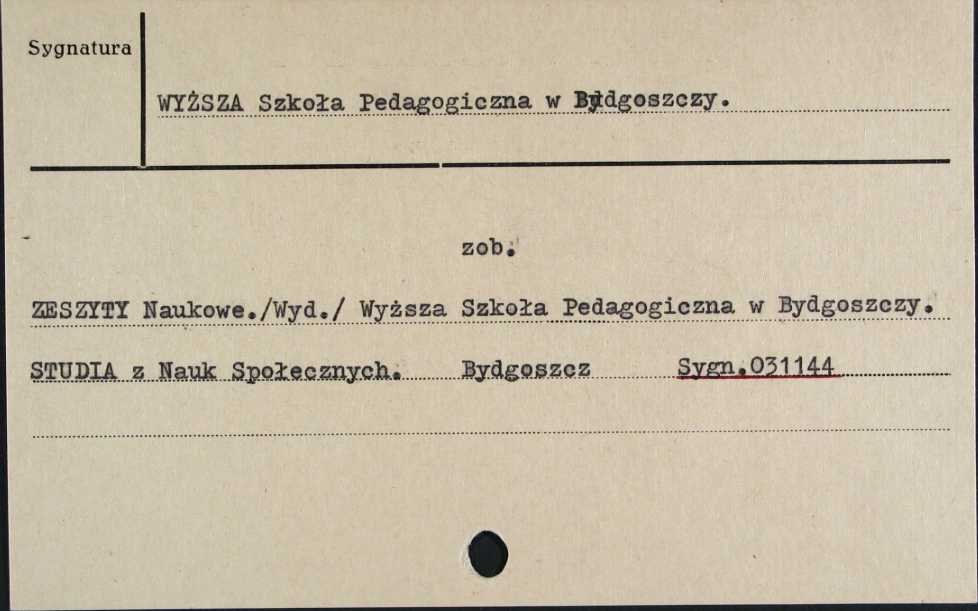 Sygnatura
WYŻSZA Szkoła Pedagogiczna w Bydgoszczy.
zob.
ZESZYTY Naukowe./Wyd./ Wyższa Szkoła Pedagogiczna w Bydgoszczy.
STUDIA z Nauk Społecznych. Bydgoszcz Sygn.031144